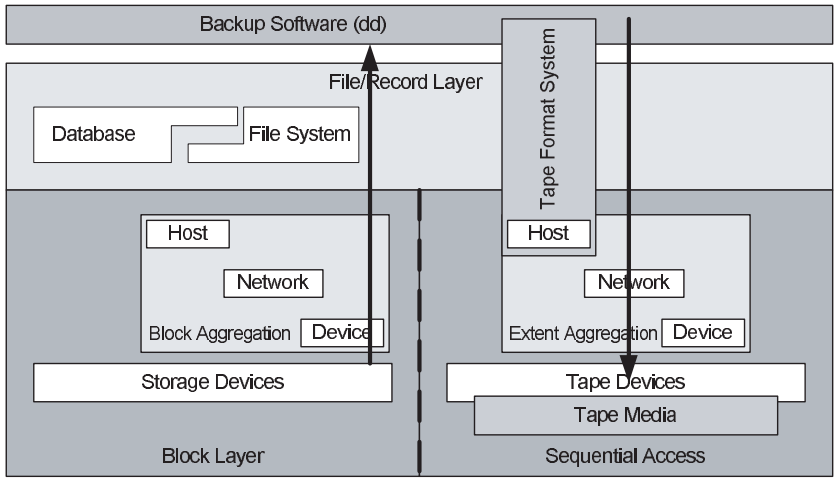 Backup Software (dd)
File/Record Layer
Tape Format System
Database
File System
Host
Network
Block Aggregation
Device
Host
Network
Extent Aggregation
Device
Storage Devices
Tape Devices
Tape Media
Block Layer
Sequential Access